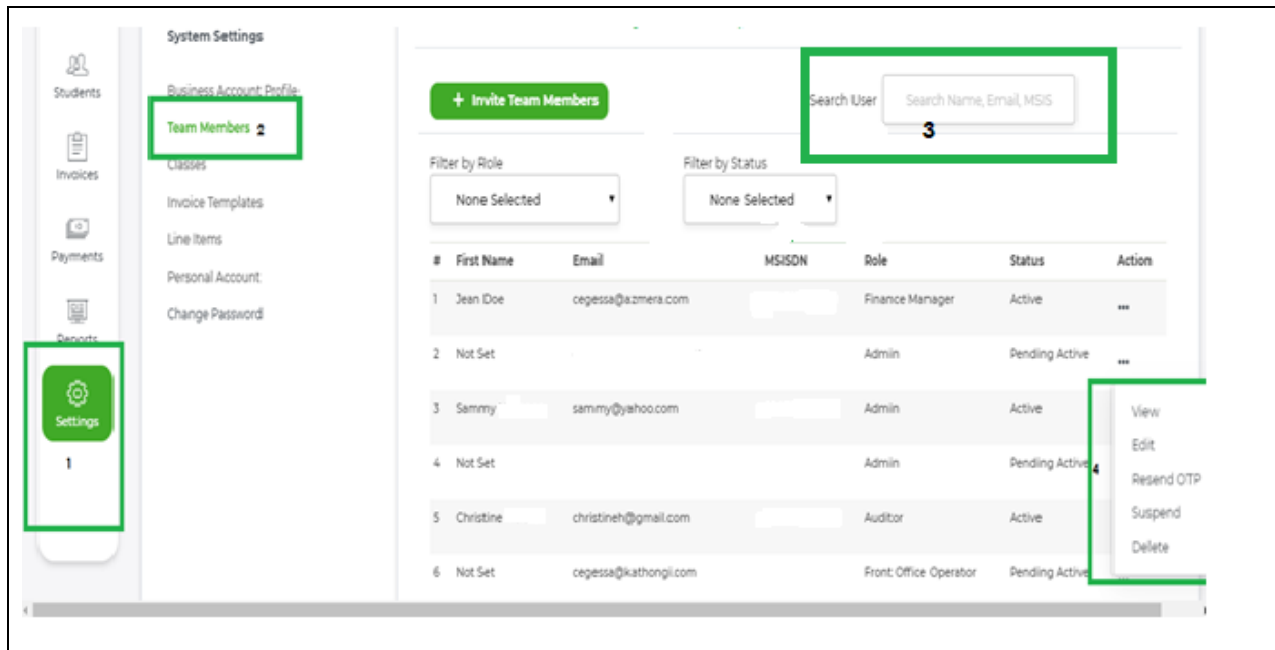 System Settings
Students
Business Account Profile
+ Invite Team Members
Search User
Search Name, Email, MSIS
3
Team Members 2
Invoices
Classes
Filter by Role
Filter by Status
Invoice Templates
None Selected
None Selected
Line Items
Payments
# First Name Email MSISDN Role Status Action
Personal Account
1 Jean Doe cegessa@azmera.com Finance Manager Active ...
Change Password
Reports
2 Not Set Admin Pending Active ...
Settings
1
3 Sammy sammy@yahoo.com Admin Active
View
Edit
4 Not Set Admin Pending Active
4
Resend OTP
5 Christine christineh@gmail.com Auditor Active
Suspend
Delete
6 Not Set cegessa@kathongii.com Front Office Operator Pending Active ...